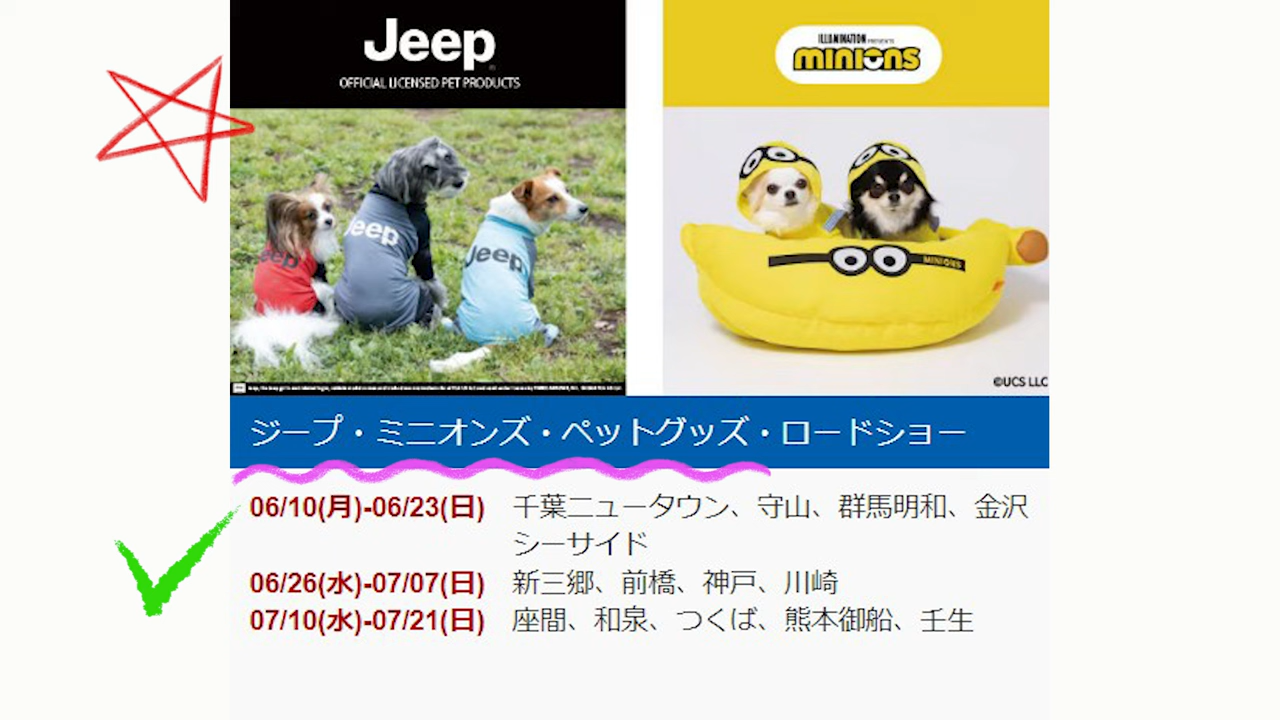 Jeep
OFFICIAL LICENSED PET PRODUCTS
ILLUMINATION PRESENTS
minions
Jeep
Jeep
Jeep
MINIONS
©UCS LLC
ジープ・ミニオンズ・ペットグッズ・ロードショー
06/10(月)-06/23(日) 千葉ニュータウン、守山、群馬明和、金沢
シーサイド
06/26(水)-07/07(日) 新三郷、前橋、神戸、川崎
07/10(水)-07/21(日) 座間、和泉、つくば、熊本御船、壬生